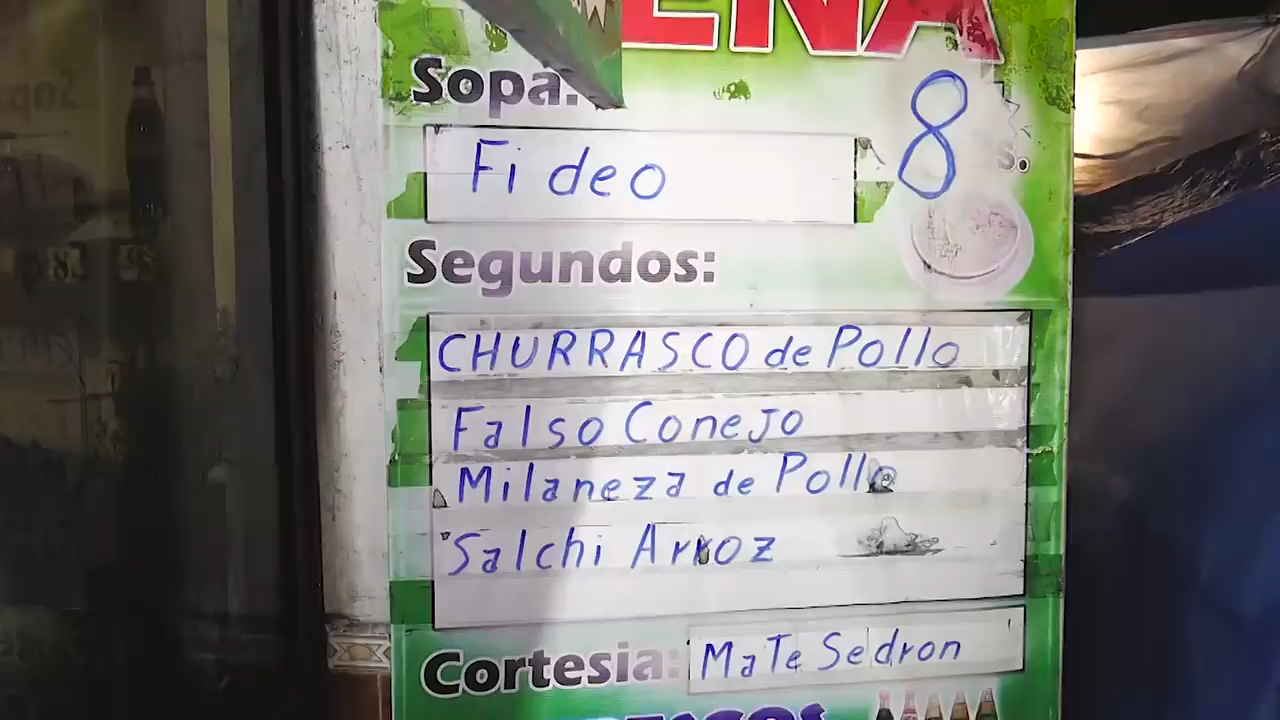 ENA
Sopa:
8
Fideo
Segundos:
CHURRASCO de Pollo
Falso Conejo
Milaneza de Pollo
Salchi Arroz
Cortesia: MaTe Sedron